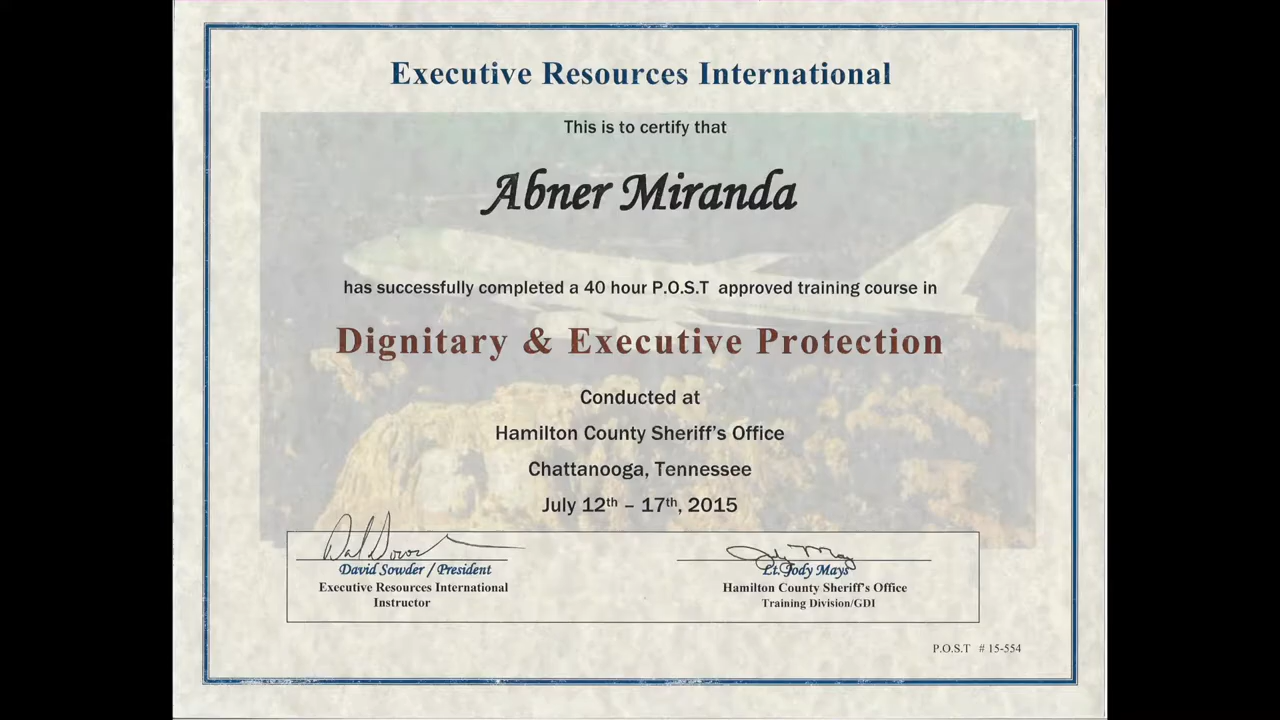 Executive Resources International
This is to certify that
Abner Miranda
has successfully completed a 40 hour P.O.S.T approved training course in
Dignitary & Executive Protection
Conducted at
Hamilton County Sheriff's Office
Chattanooga, Tennessee
July 12th – 17th, 2015
David Sowder / President
Executive Resources International
Instructor
Lt. Jody Mays
Hamilton County Sheriff's Office
Training Division/GDI
P.O.S.T # 15-554